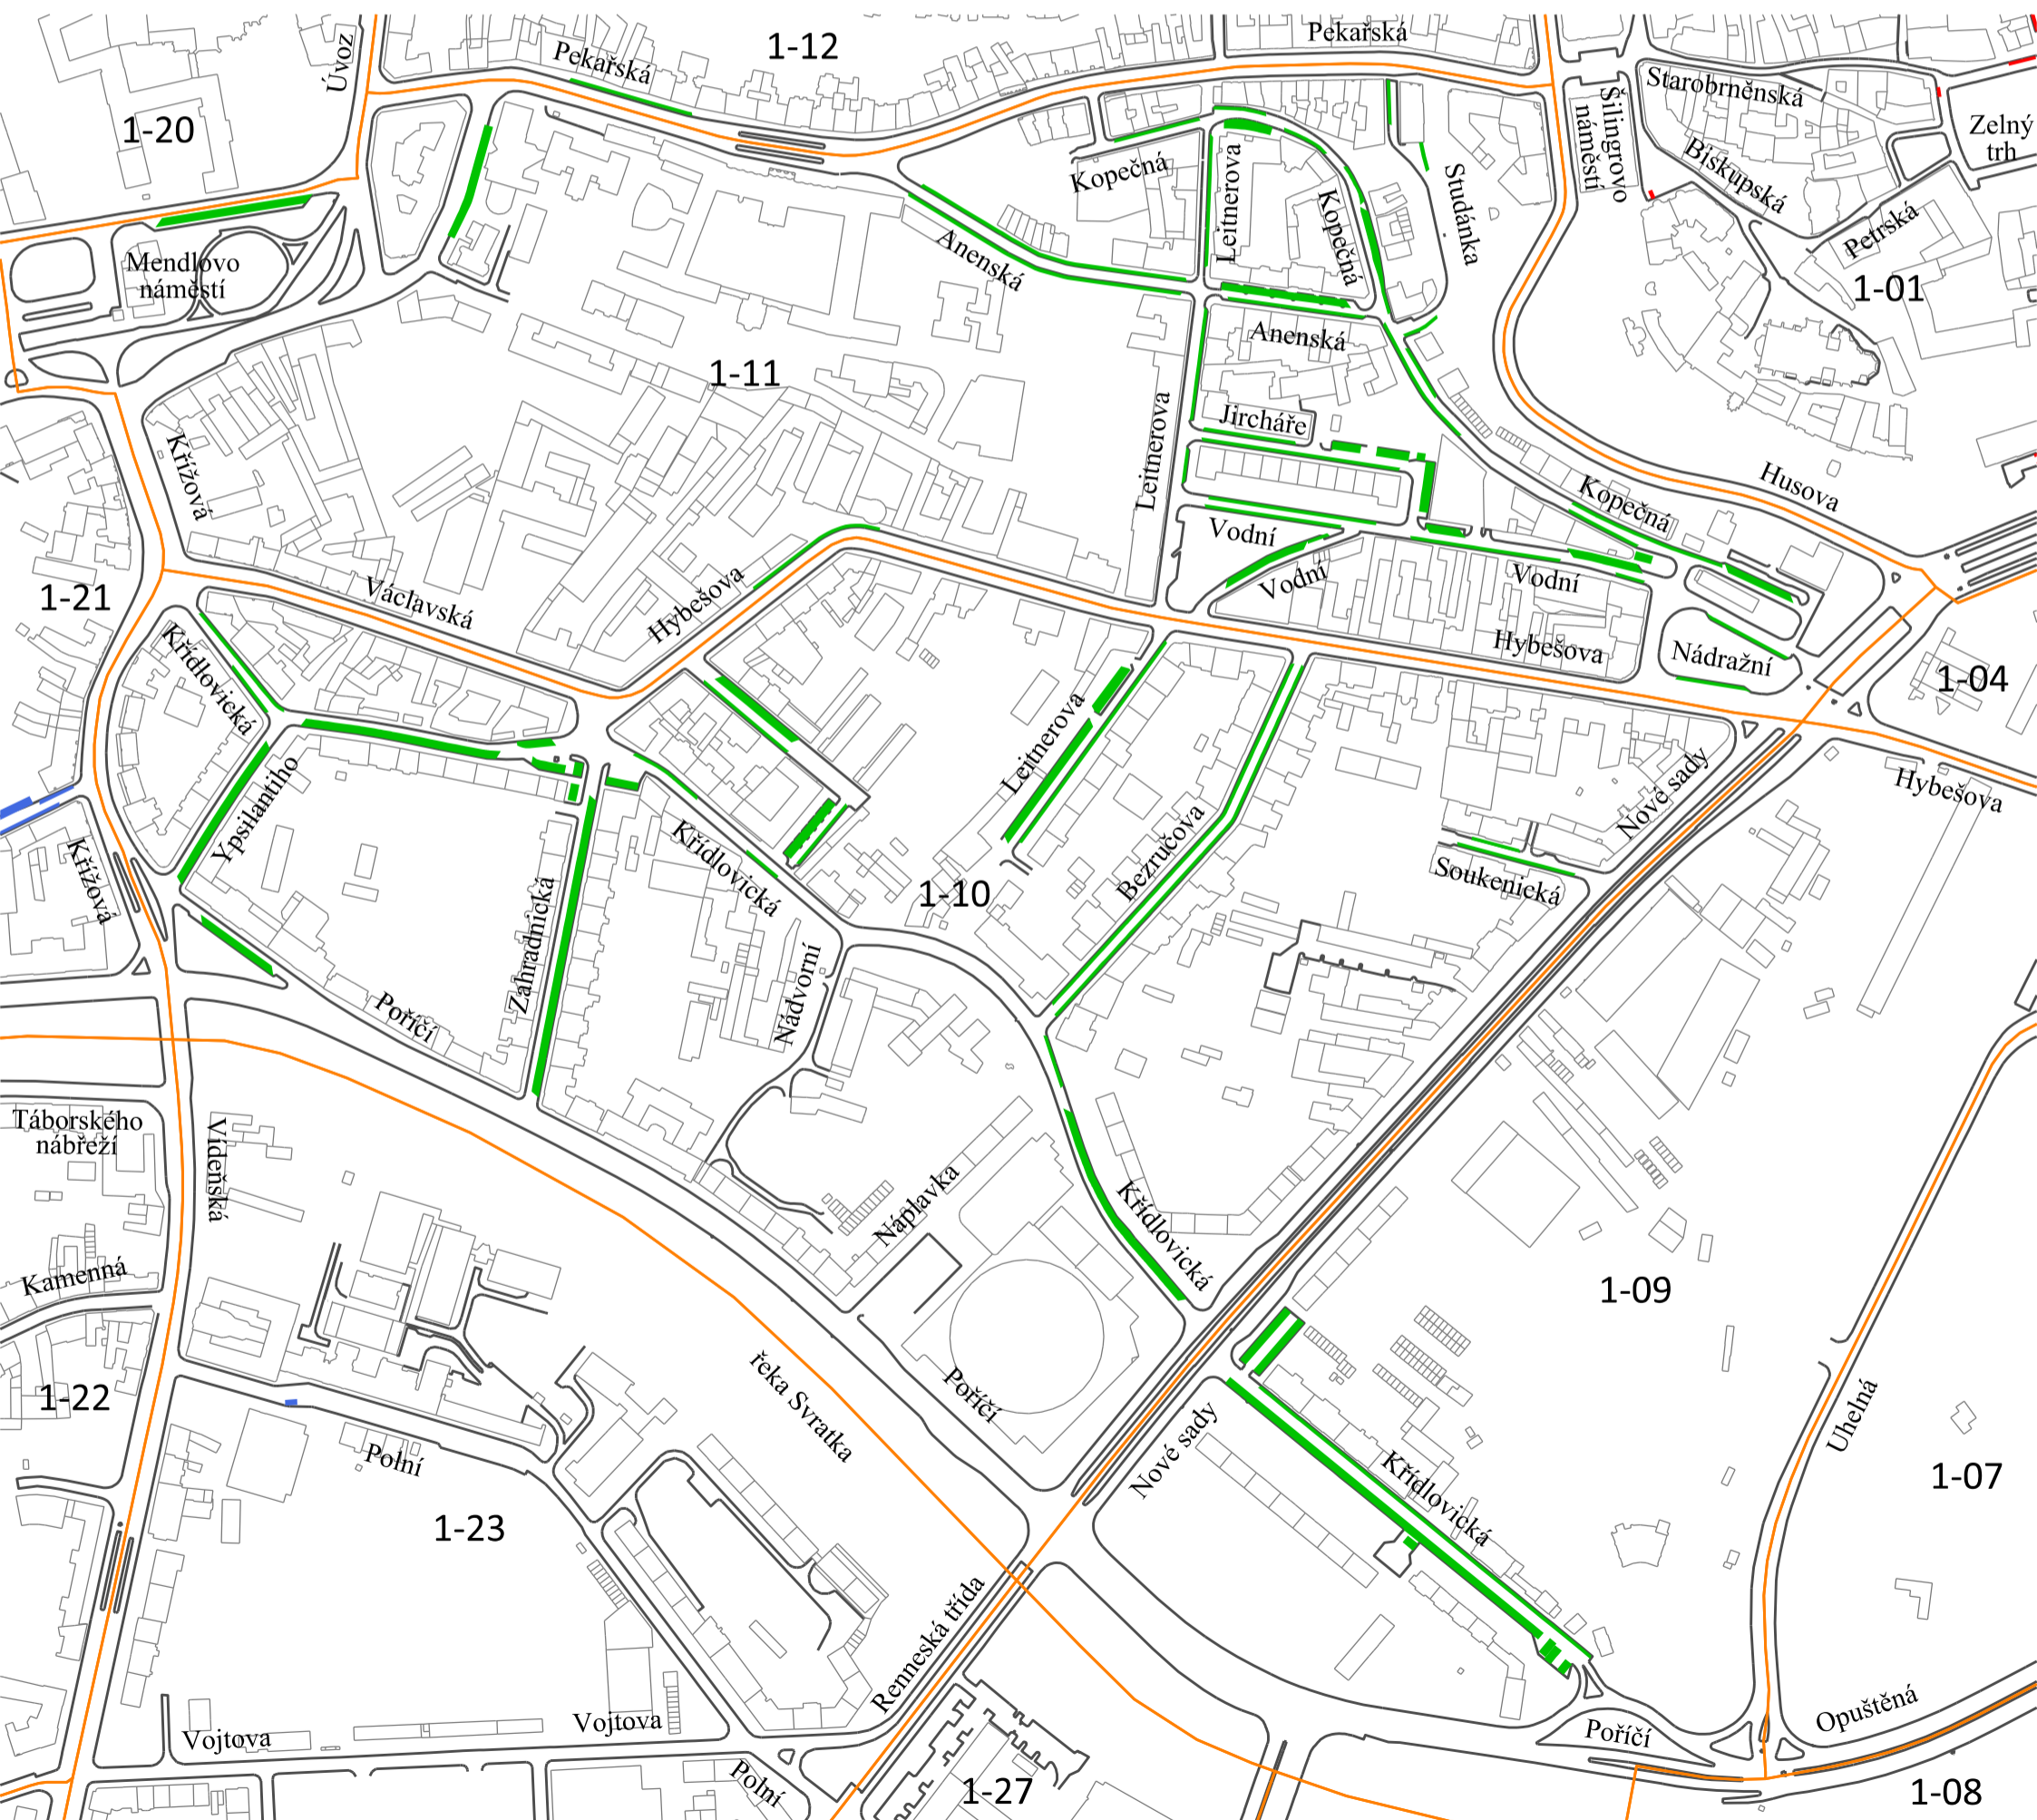 Pekařská
1-12
Pekařská
Úvoz
Starobrněnská
Šilingrovo
náměstí
Zelný
trh
1-20
Biskupská
Kopečná
Leitnerova
Kopečná
Studánka
Petrská
Mendlovo
náměstí
Anenská
1-01
Anenská
1-11
Jircháře
Leitnerova
Křížová
Husova
Kopečná
Vodní
Vodní
Vodní
1-21
Václavská
Hybešova
Křídlovická
Hybešova
Nádražní
1-04
Leitnerova
Ypsilantiho
Nové sady
Hybešova
Křídlovická
Bezručova
Křížová
Soukenická
1-10
Zahradnická
Nádvorní
Poříčí
Táborského
nábřeží
Vídeňská
Náplavka
Křídlovická
Kamenná
1-09
řeka Svratka
Poříčí
1-22
Uhelná
Nové sady
Polní
Křídlovická
1-07
1-23
Renneská třída
Vojtova
Vojtova
Opuštěná
Poříčí
Polní
1-27
1-08